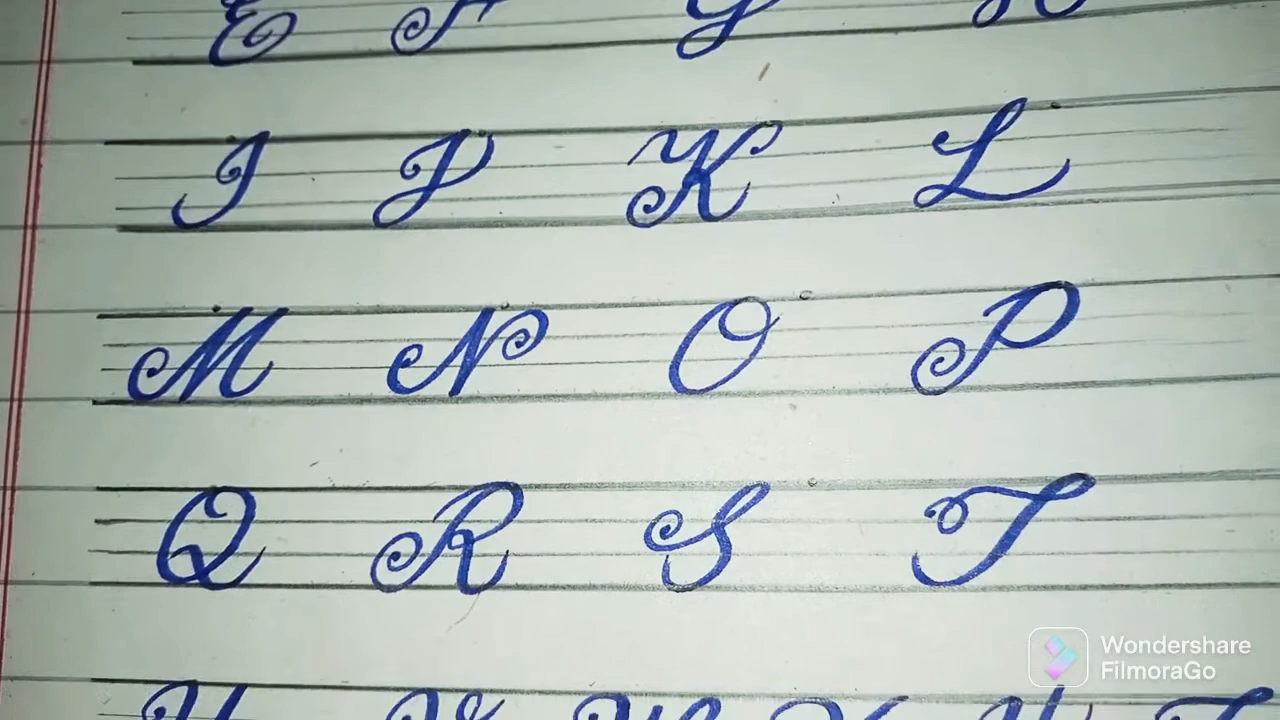 E F G H
I J K L
M N O P
Q R S T
U V W X Y Z
Wondershare
FilmoraGo